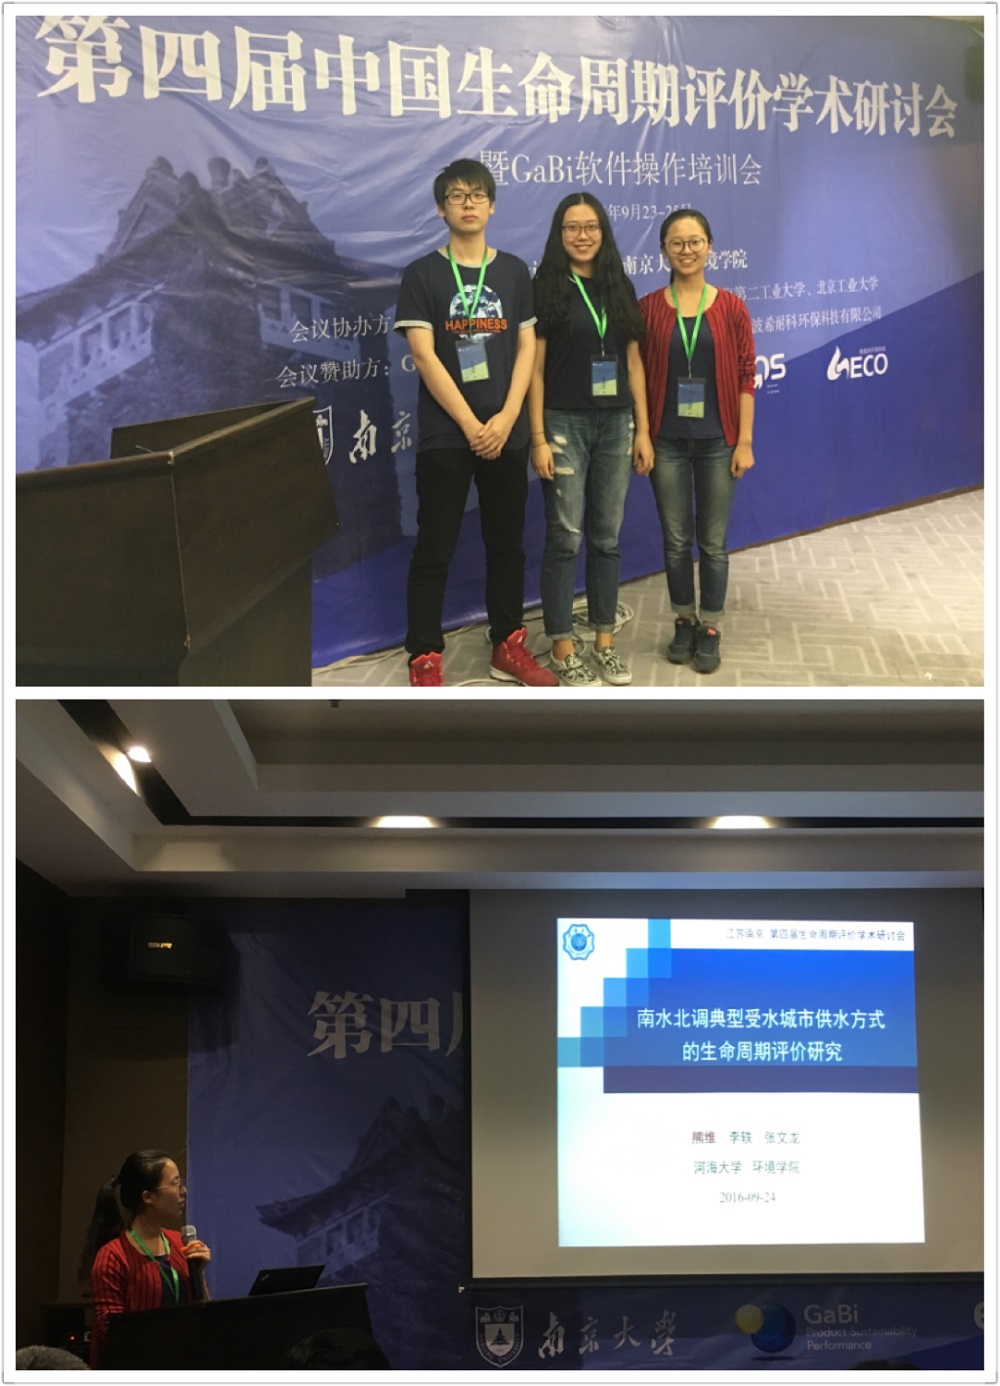 第四届中国生命周期评价学术研讨会
暨GaBi软件操作培训会
年9月23-25日
南京大 境学院
会议协办方 第二工业大学、北京工业大学
会议赞助方：G 波希耐科环保科技有限公司
ECO
南京
HAPPINESS
江苏南京 第四届生命周期评价学术研讨会
南水北调典型受水城市供水方式
的生命周期评价研究
熊维 李轶 张文龙
河海大学 环境学院
2016-09-24
第四
南京大学
GaBi
Product Sustainability
Performance